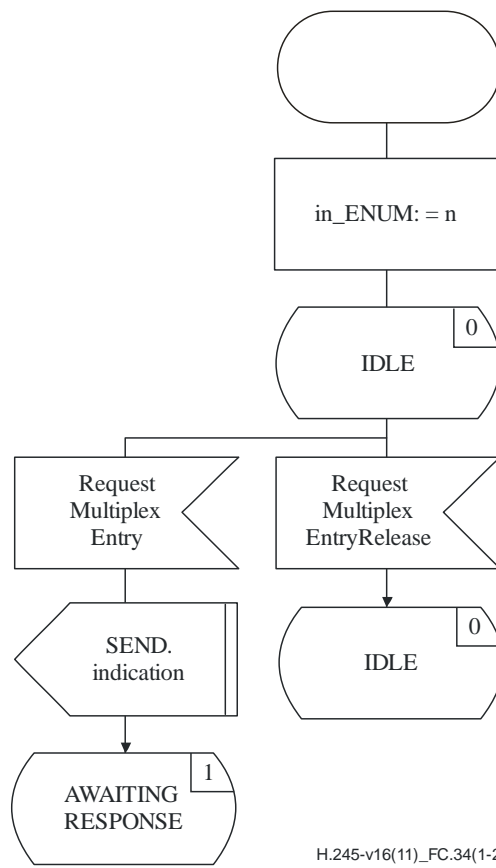 in_ENUM: = n
0
IDLE
Request
Multiplex
Entry
Request
Multiplex
EntryRelease
SEND.
indication
0
IDLE
1
AWAITING
RESPONSE
H.245-v16(11)_FC.34(1-2